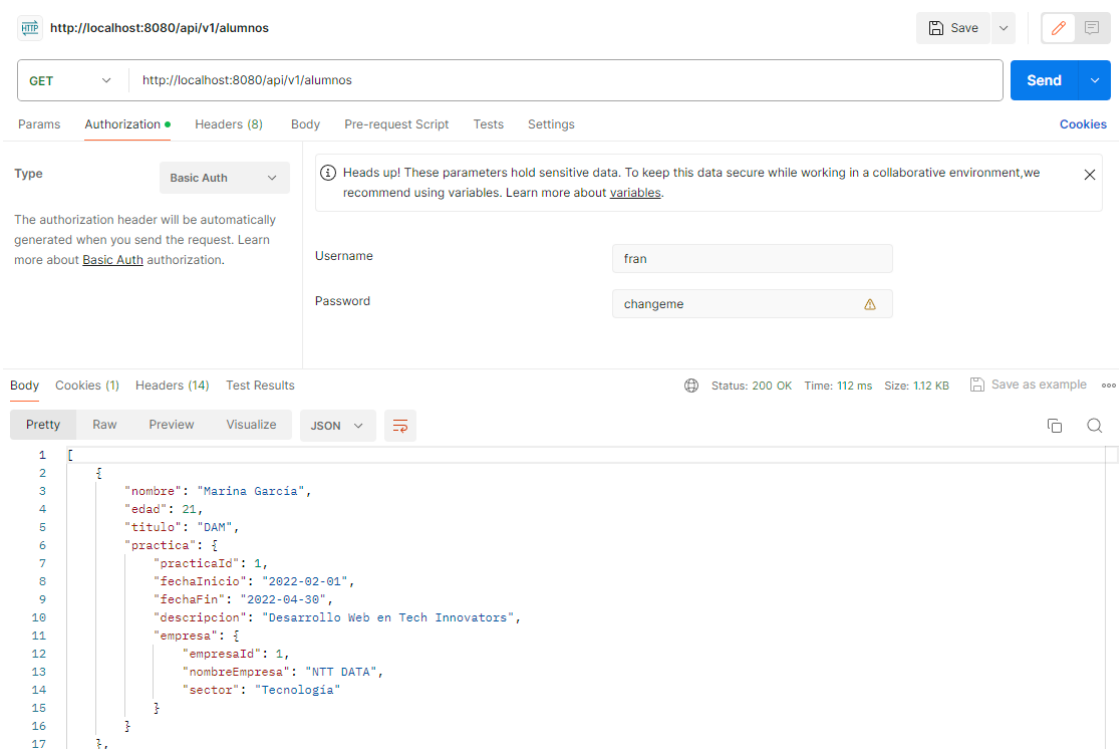 HTTP http://localhost:8080/api/v1/alumnos Save
GET http://localhost:8080/api/v1/alumnos Send
Params Authorization Headers (8) Body Pre-request Script Tests Settings Cookies
Type Basic Auth
The authorization header will be automatically
generated when you send the request. Learn
more about Basic Auth authorization.
Heads up! These parameters hold sensitive data. To keep this data secure while working in a collaborative environment,we
recommend using variables. Learn more about variables.
Username fran
Password changeme
Body Cookies (1) Headers (14) Test Results Status: 200 OK Time: 112 ms Size: 1.12 KB Save as example
Pretty Raw Preview Visualize JSON
1 [
2 {
3 "nombre": "Marina García",
4 "edad": 21,
5 "titulo": "DAM",
6 "practica": {
7 "practicaId": 1,
8 "fechaInicio": "2022-02-01",
9 "fechaFin": "2022-04-30",
10 "descripcion": "Desarrollo Web en Tech Innovators",
11 "empresa": {
12 "empresaId": 1,
13 "nombreEmpresa": "NTT DATA",
14 "sector": "Tecnología"
15 }
16 }
17 },